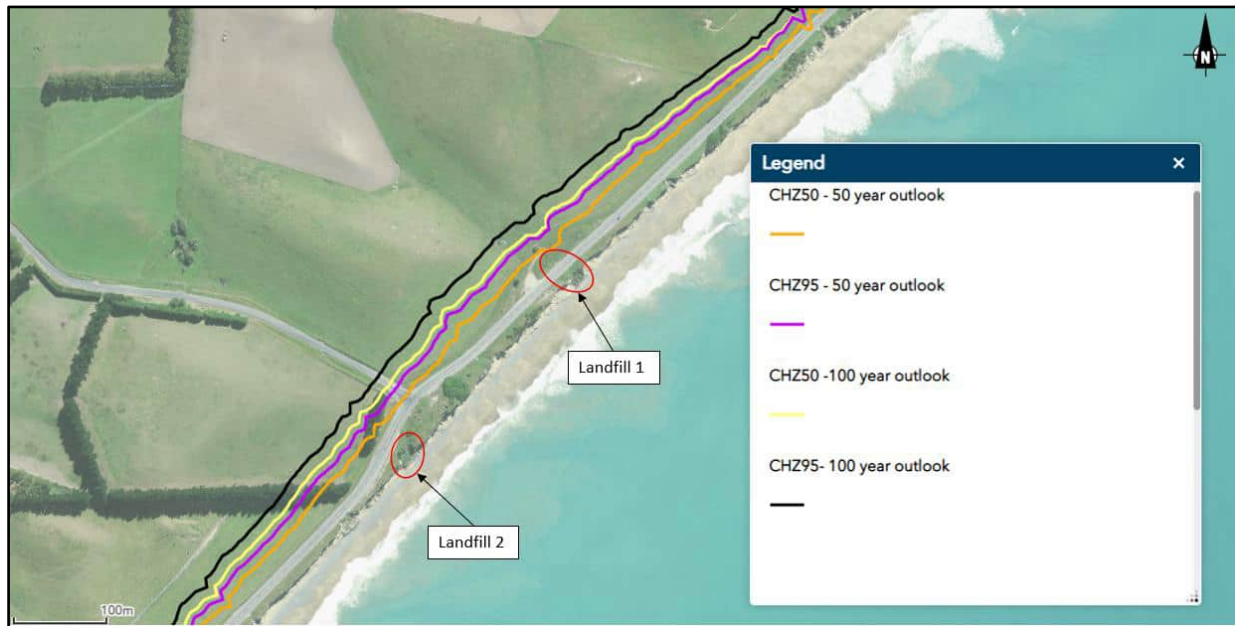 N
Legend ×
CHZ50 - 50 year outlook
CHZ95 - 50 year outlook
CHZ50 -100 year outlook
CHZ95- 100 year outlook
Landfill 1
Landfill 2
100m